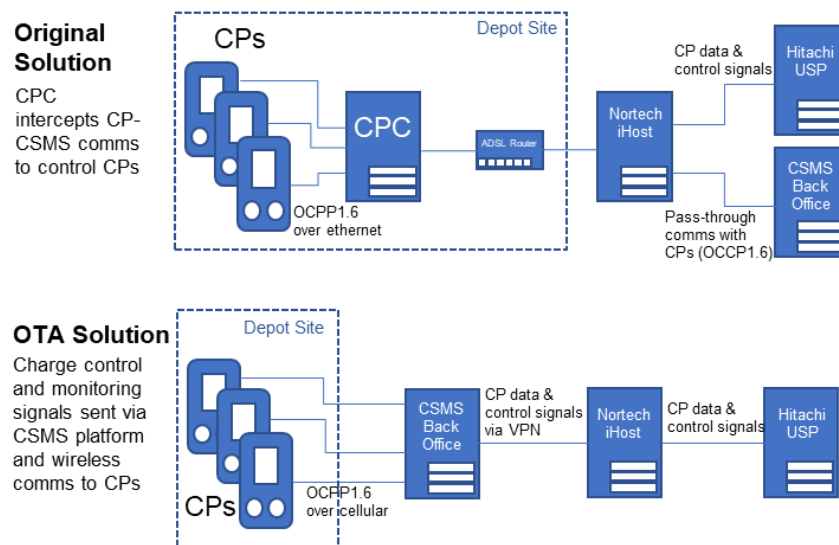 Original
Solution
CPC
intercepts CP-
CSMS comms
to control CPs
CPs
Depot Site
CPC
ADSL Router
OCPP1.6
over ethernet
Nortech
iHost
CP data &
control signals
Hitachi
USP
CSMS
Back
Office
Pass-through
comms with
CPs (OCCP1.6)
OTA Solution
Charge control
and monitoring
signals sent via
CSMS platform
and wireless
comms to CPs
Depot Site
CPs
OCPP1.6
over cellular
CSMS
Back
Office
CP data &
control signals
via VPN
Nortech
iHost
CP data &
control signals
Hitachi
USP